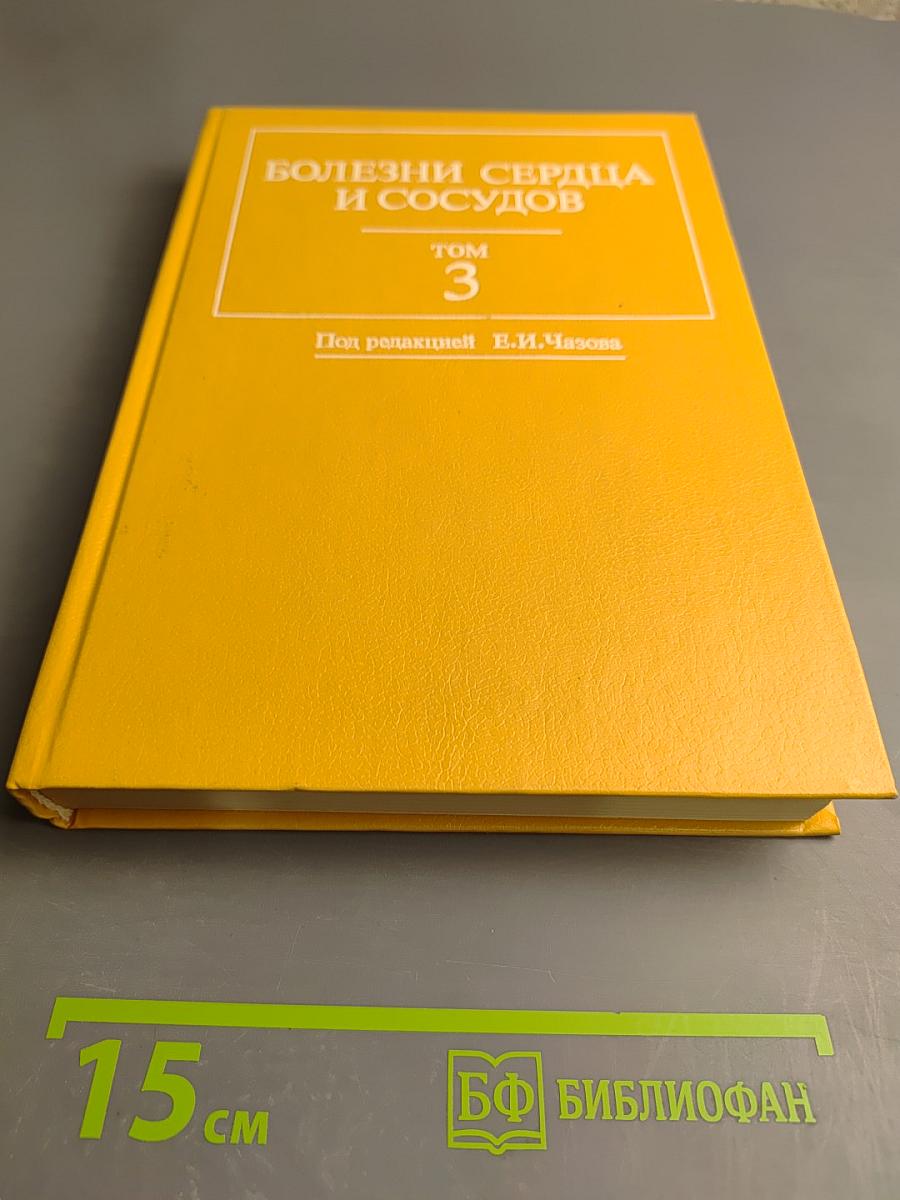 БОЛЕЗНИ СЕРДЦА
И СОСУДОВ
ТОМ
3
Под редакцией Е.И.Чазова
15 см
БФ БИБЛИОФАН